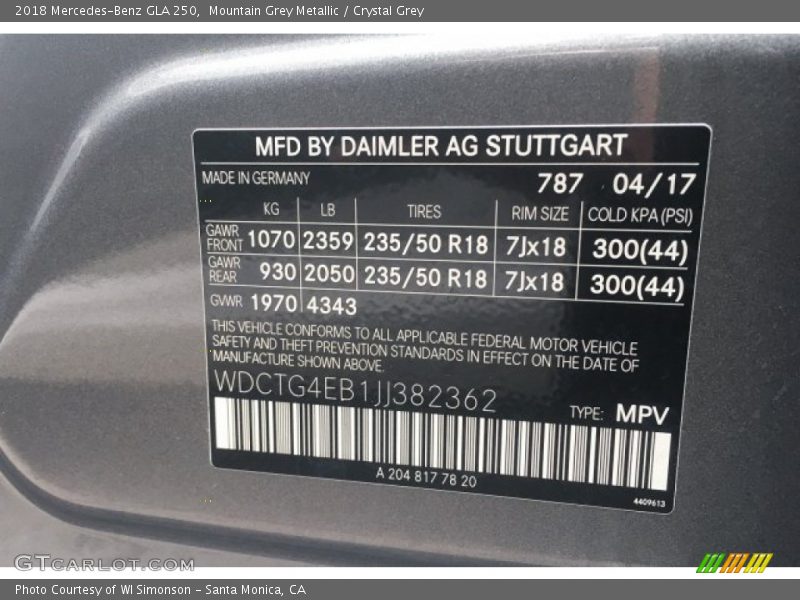 2018 Mercedes-Benz GLA 250,  Mountain Grey Metallic / Crystal Grey
MFD BY DAIMLER AG STUTTGART
MADE IN GERMANY 787 04/17
KG LB TIRES RIM SIZE COLD KPA (PSI)
GAWR FRONT 1070 2359 235/50 R18 7Jx18 300(44)
GAWR REAR 930 2050 235/50 R18 7Jx18 300(44)
GVWR 1970 4343
THIS VEHICLE CONFORMS TO ALL APPLICABLE FEDERAL MOTOR VEHICLE
SAFETY AND THEFT PREVENTION STANDARDS IN EFFECT ON THE DATE OF
MANUFACTURE SHOWN ABOVE.
WDCTG4EB1JJ382362 TYPE: MPV
A 204 817 78 20
4409613
GTcarlot.com
Photo Courtesy of WI Simonson - Santa Monica, CA